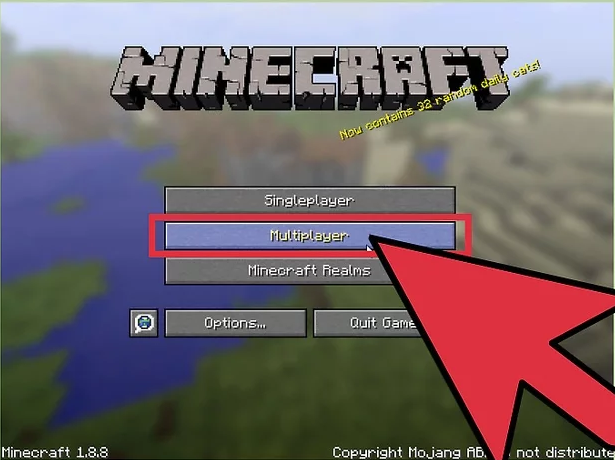 MINECRAFT
Now contains 32 random daily cats!
Singleplayer
Multiplayer
Minecraft Realms
Options...
Quit Game
Minecraft 1.8.8
Copyright Mojang AB. not distribute